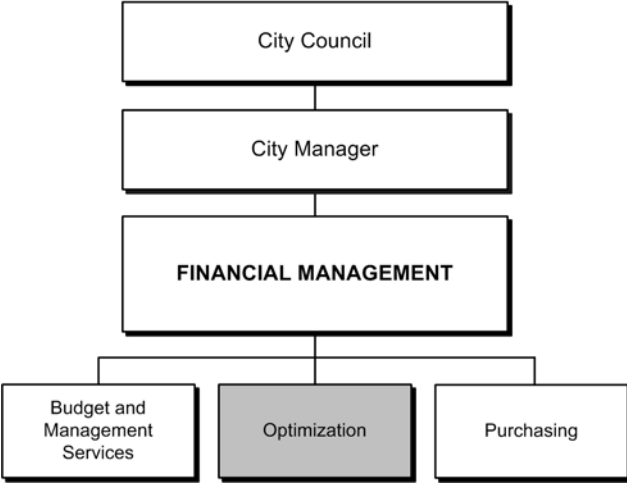 City Council
City Manager
FINANCIAL MANAGEMENT
Budget and
Management
Services
Optimization
Purchasing